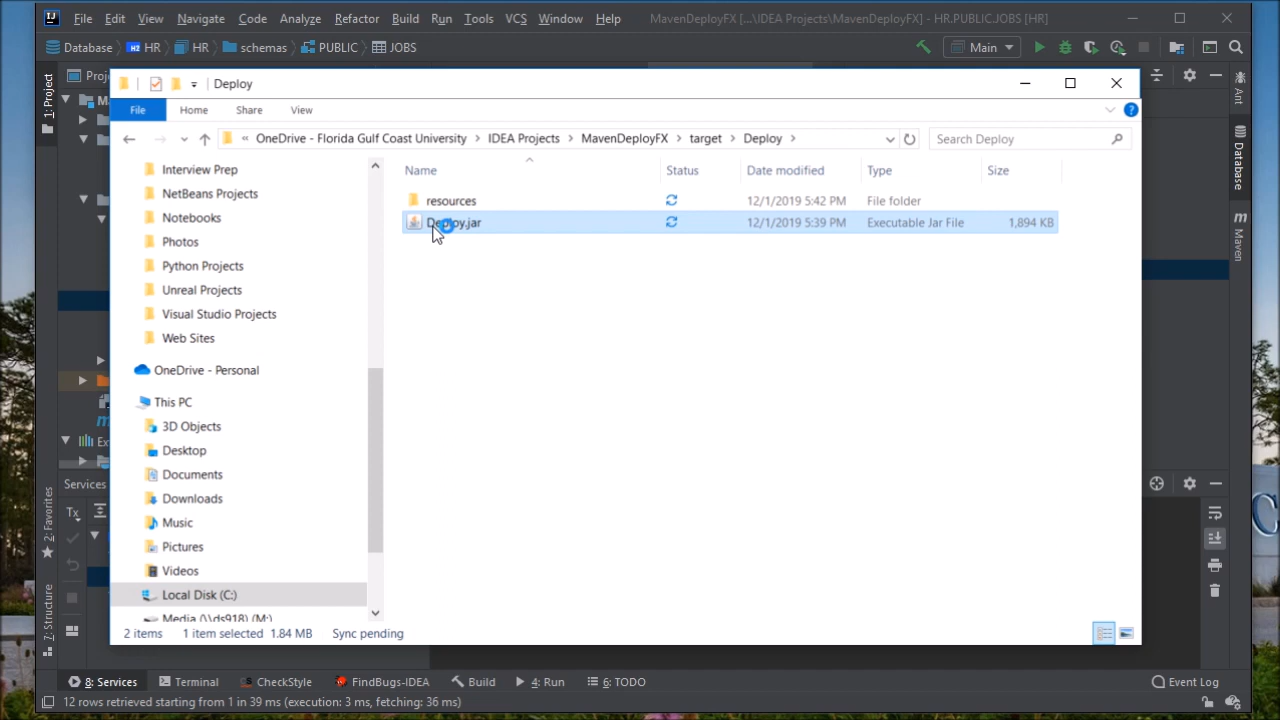 File Edit View Navigate Code Analyze Refactor Build Run Tools VCS Window Help MavenDeployFX [...\IDEA Projects\MavenDeployFX] - HR.PUBLIC.JOBS [HR]
Database HR HR schemas PUBLIC JOBS Main
1: Project
Deploy
File Home Share View
« OneDrive - Florida Gulf Coast University > IDEA Projects > MavenDeployFX > target > Deploy > Search Deploy
Name Status Date modified Type Size
Interview Prep
NetBeans Projects
Notebooks
Photos
Python Projects
Unreal Projects
Visual Studio Projects
Web Sites
OneDrive - Personal
This PC
3D Objects
Desktop
Documents
Downloads
Music
Pictures
Videos
Local Disk (C:)
Media (\\ds918) (M:)
resources 12/1/2019 5:42 PM File folder
Deploy.jar 12/1/2019 5:39 PM Executable Jar File 1,894 KB
2 items 1 item selected 1.84 MB Sync pending
Ant
Database
Maven
Services
Tx
2: Favorites
7: Structure
8: Services Terminal CheckStyle FindBugs-IDEA Build 4: Run 6: TODO Event Log
12 rows retrieved starting from 1 in 39 ms (execution: 3 ms, fetching: 36 ms)